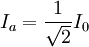 I_a = \frac{1}{\sqrt{2}} I_0